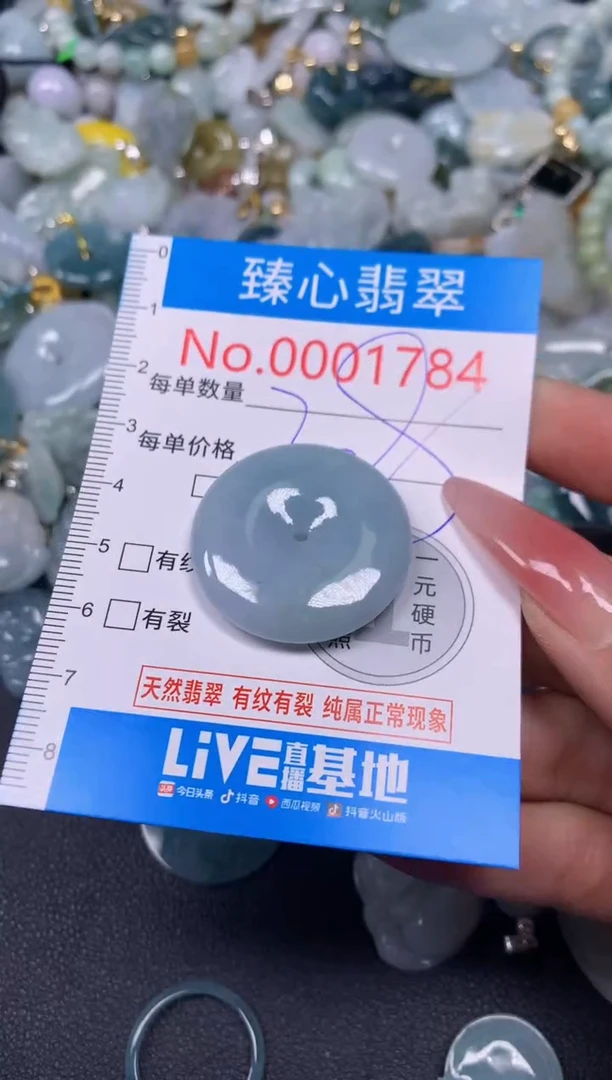 0
臻心翡翠
1
No.0001784
2
每单数量
3
每单价格
4
5
有纹
一元硬币
6
有裂
照
7
天然翡翠 有纹有裂 纯属正常现象
8
LiVE直播基地
今日头条 抖音 西瓜视频 抖音火山版